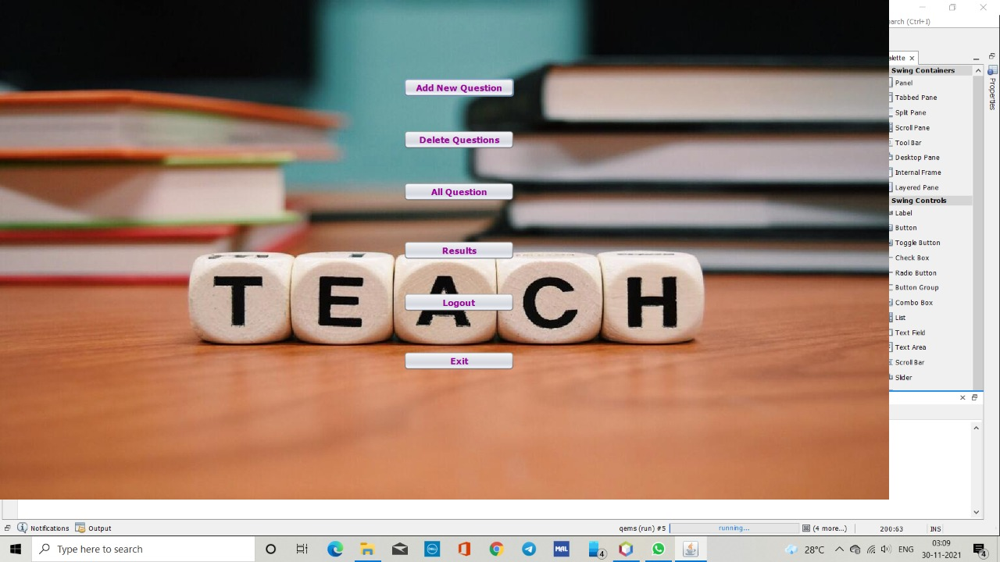 earch (Ctrl+I)
alette
Swing Containers
Panel
Tabbed Pane
Split Pane
Scroll Pane
Tool Bar
Desktop Pane
Internal Frame
Layered Pane
Swing Controls
Label
Button
Toggle Button
Check Box
Radio Button
Button Group
Combo Box
List
Text Field
Text Area
Scroll Bar
Slider
Properties
Add New Question
Delete Questions
All Question
Results
Logout
Exit
TEACH
Notifications
Output
qems (run) #5
running...
(4 more...)
200:63
INS
Type here to search
DELL
MAL
4
28°C
ENG
03:09
30-11-2021
4